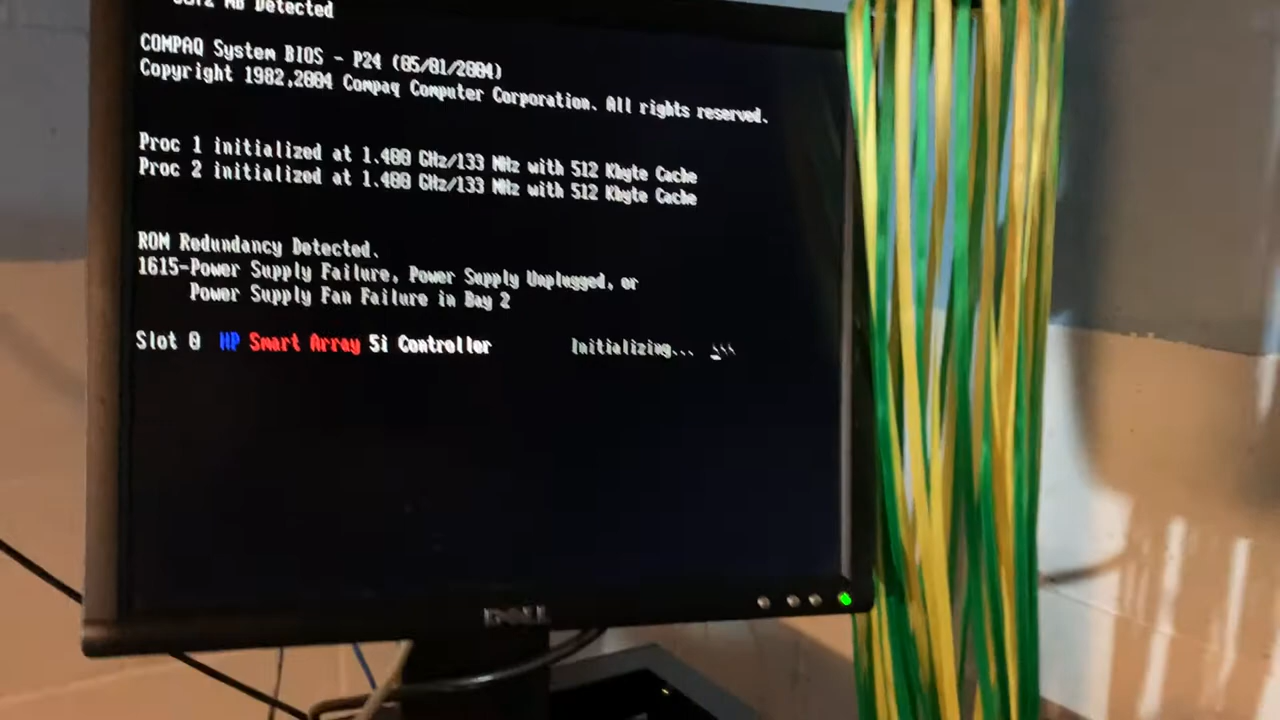 MB Detected
COMPAQ System BIOS - P24 (05/01/2004)
Copyright 1982,2004 Compaq Computer Corporation. All rights reserved.
Proc 1 initialized at 1.400 GHz/133 MHz with 512 Kbyte Cache
Proc 2 initialized at 1.400 GHz/133 MHz with 512 Kbyte Cache
ROM Redundancy Detected.
1615-Power Supply Failure, Power Supply Unplugged, or
Power Supply Fan Failure in Bay 2
Slot 0 HP Smart Array 5i Controller Initializing...
DELL